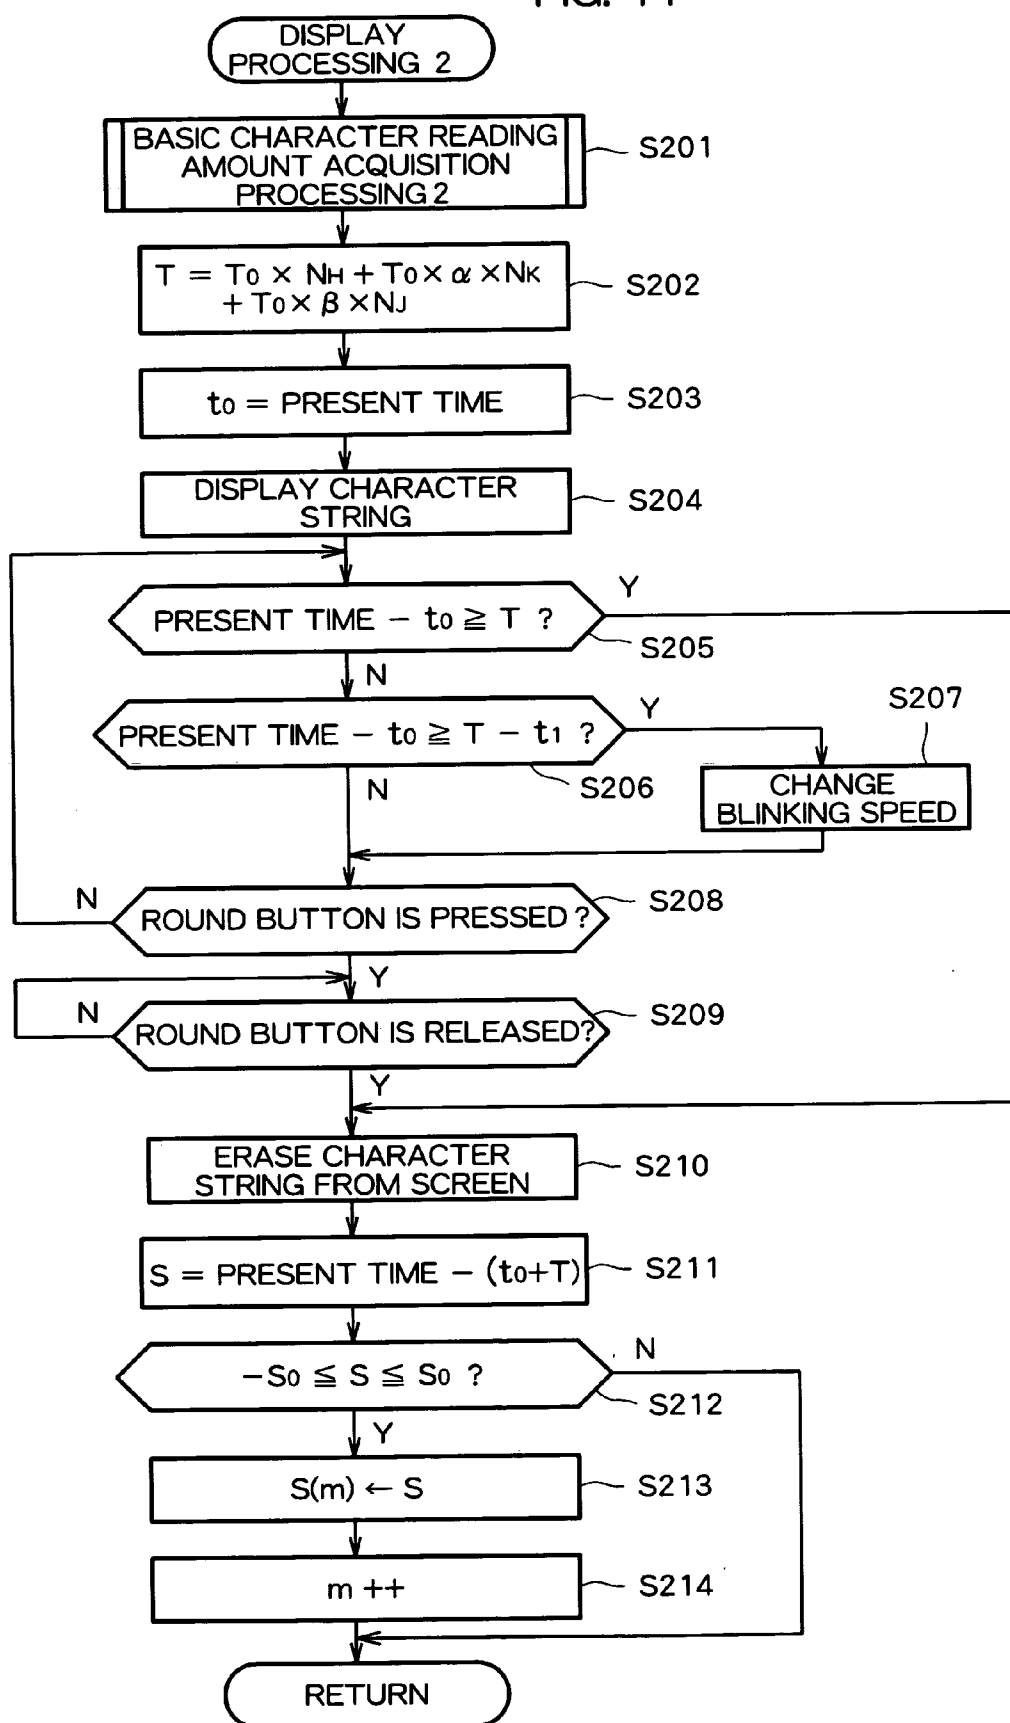 DISPLAY
PROCESSING 2
BASIC CHARACTER READING
AMOUNT ACQUISITION
PROCESSING 2
S201
T = T0 × NH + T0 × α × NK
+ T0 × β × NJ
S202
t0 = PRESENT TIME
S203
DISPLAY CHARACTER
STRING
S204
Y
PRESENT TIME − t0 ≧ T ?
S205
N
S207
Y
PRESENT TIME − t0 ≧ T − t1 ?
S206
CHANGE
BLINKING SPEED
N
N
S208
ROUND BUTTON IS PRESSED ?
Y
N
S209
ROUND BUTTON IS RELEASED?
Y
ERASE CHARACTER
STRING FROM SCREEN
S210
S = PRESENT TIME − (t0+T)
S211
N
−S0 ≦ S ≦ S0 ?
S212
Y
S(m) ← S
S213
m ++
S214
RETURN